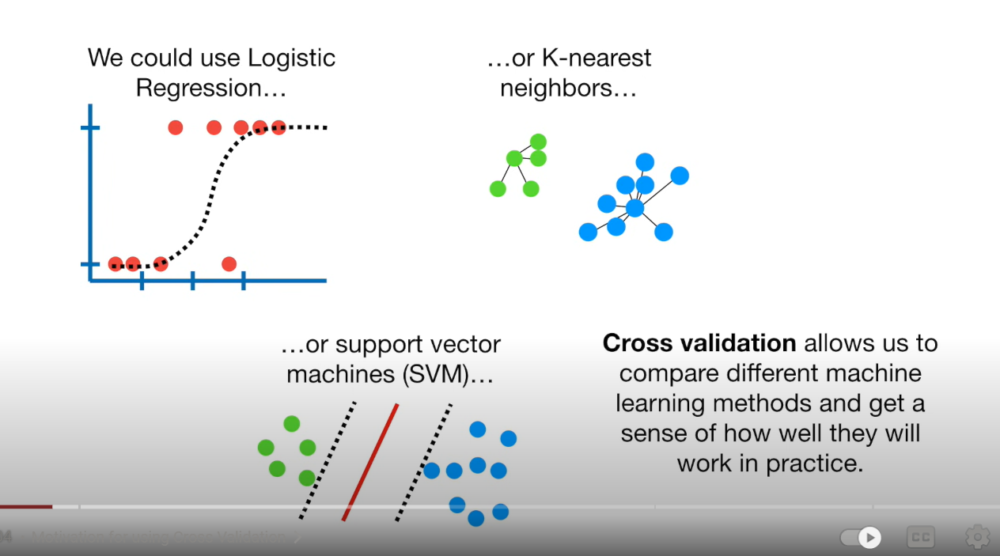 We could use Logistic
Regression…
…or K-nearest
neighbors…
…or support vector
machines (SVM)…
Cross validation allows us to
compare different machine
learning methods and get a
sense of how well they will
work in practice.
Motivation for using Cross Validation
CC